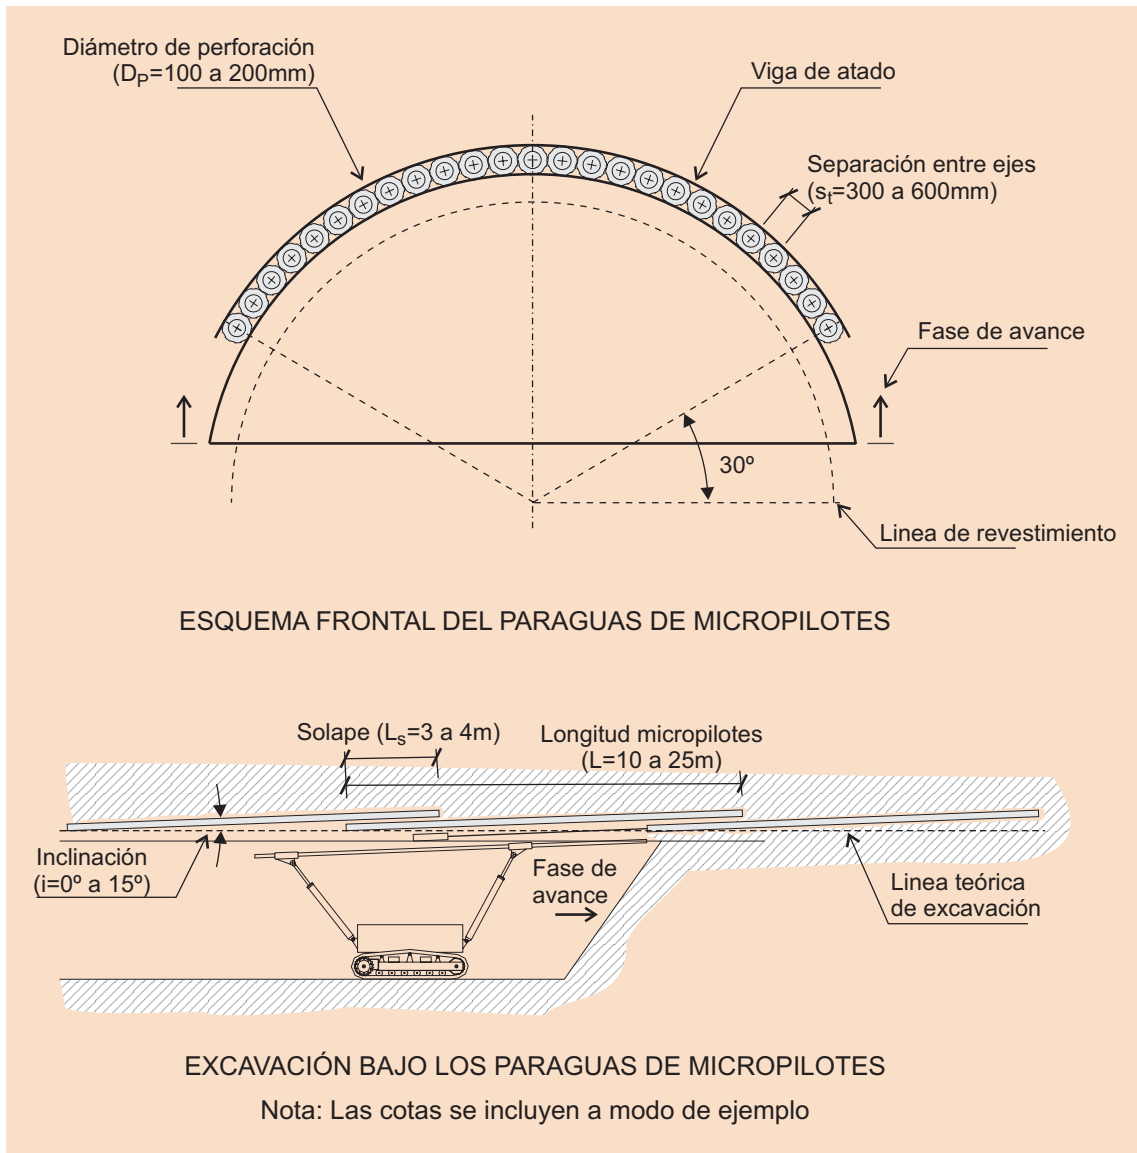 Diámetro de perforación
(DP=100 a 200mm)
Viga de atado
Separación entre ejes
(st=300 a 600mm)
Fase de avance
30º
Linea de revestimiento
ESQUEMA FRONTAL DEL PARAGUAS DE MICROPILOTES
Solape (Ls=3 a 4m)
Longitud micropilotes
(L=10 a 25m)
Inclinación
(i=0º a 15º)
Fase de
avance
Linea teórica
de excavación
EXCAVACIÓN BAJO LOS PARAGUAS DE MICROPILOTES
Nota: Las cotas se incluyen a modo de ejemplo